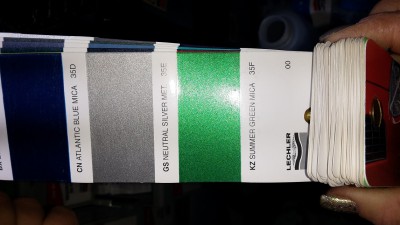 CN ATLANTIC BLUE MICA 35D
GS NEUTRAL SILVER MET. 35E
KZ SUMMER GREEN MICA 35F
LECHLER 00